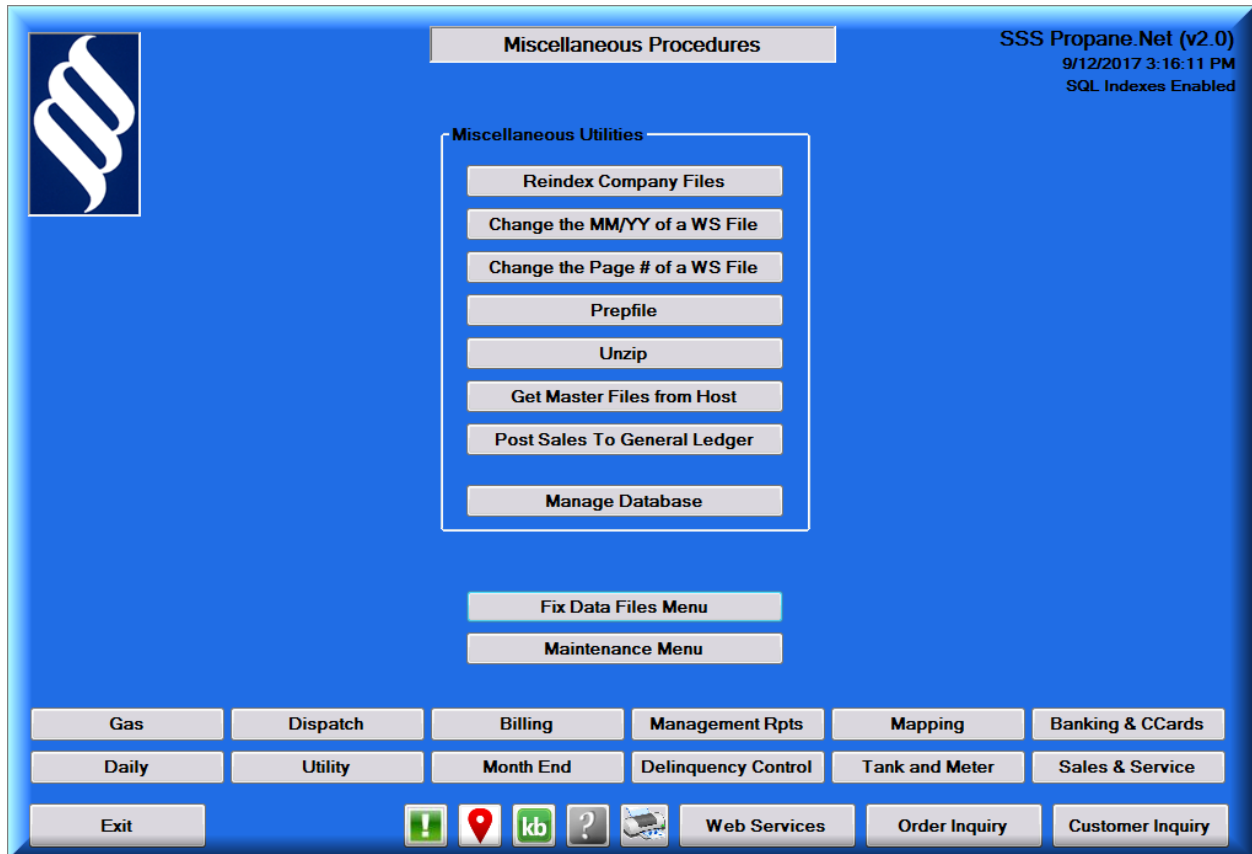 Miscellaneous Procedures
SSS Propane.Net (v2.0)
9/12/2017 3:16:11 PM
SQL Indexes Enabled
Miscellaneous Utilities
Reindex Company Files
Change the MM/YY of a WS File
Change the Page # of a WS File
Prepfile
Unzip
Get Master Files from Host
Post Sales To General Ledger
Manage Database
Fix Data Files Menu
Maintenance Menu
Gas Dispatch Billing Management Rpts Mapping Banking & CCards
Daily Utility Month End Delinquency Control Tank and Meter Sales & Service
Exit ! kb ? Web Services Order Inquiry Customer Inquiry